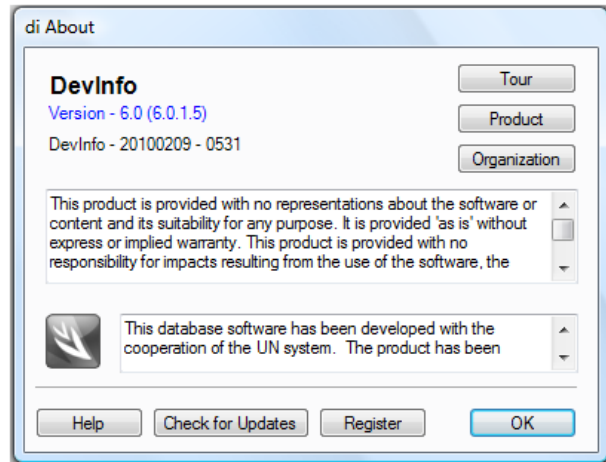 di About
DevInfo
Version - 6.0 (6.0.1.5)
DevInfo - 20100209 - 0531
Tour
Product
Organization
This product is provided with no representations about the software or
content and its suitability for any purpose. It is provided 'as is' without
express or implied warranty. This product is provided with no
responsibility for impacts resulting from the use of the software, the
This database software has been developed with the
cooperation of the UN system.  The product has been
Help
Check for Updates
Register
OK